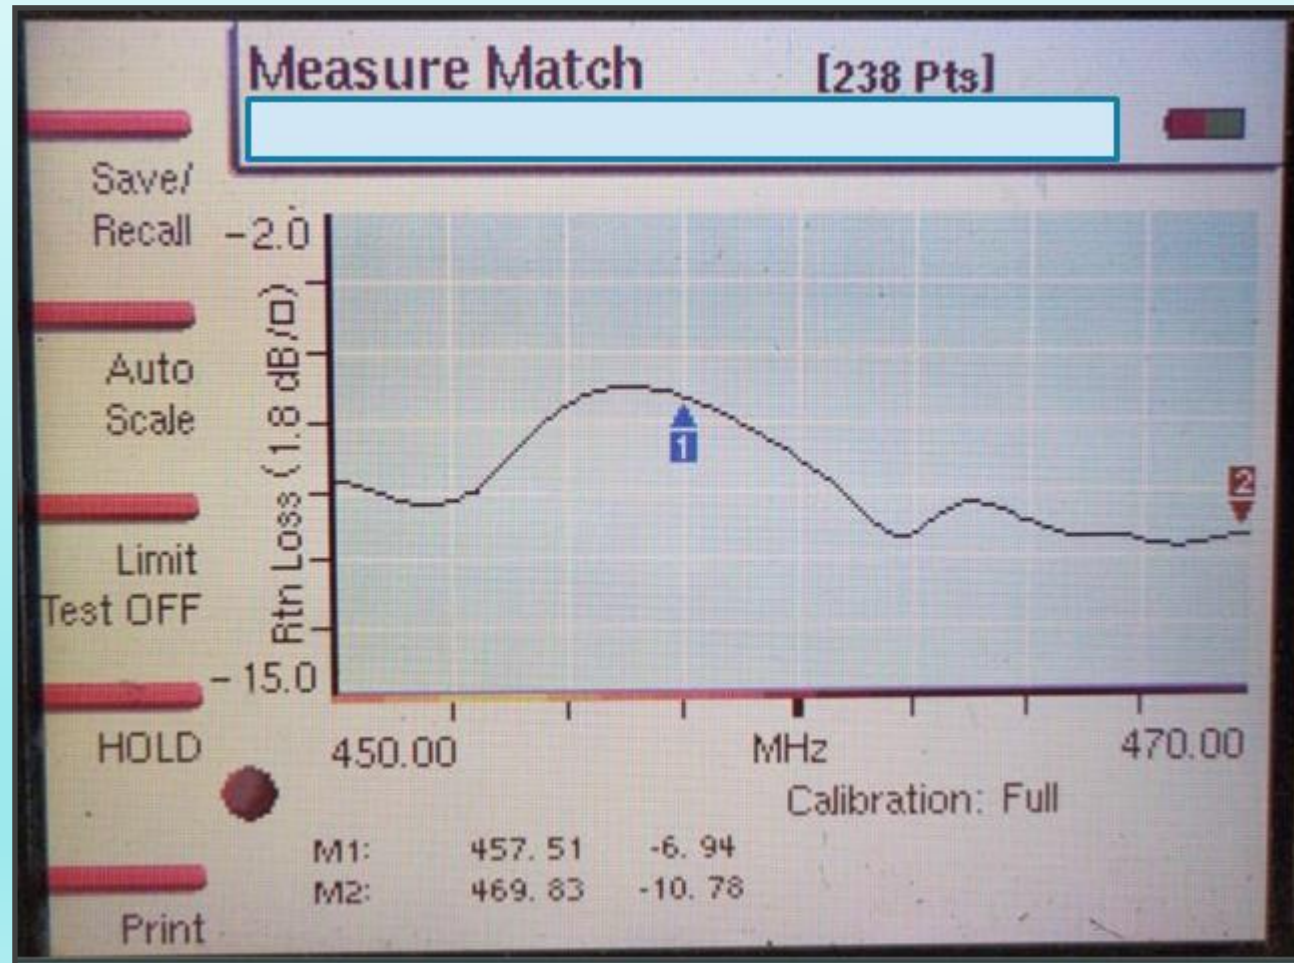 Measure Match [238 Pts]
Save/
Recall
Auto
Scale
Limit
Test OFF
HOLD
Print
-2.0
Rtn Loss (1.8 dB/□)
-15.0
1
2
450.00 MHz 470.00
Calibration: Full
M1: 457.51 -6.94
M2: 469.83 -10.78